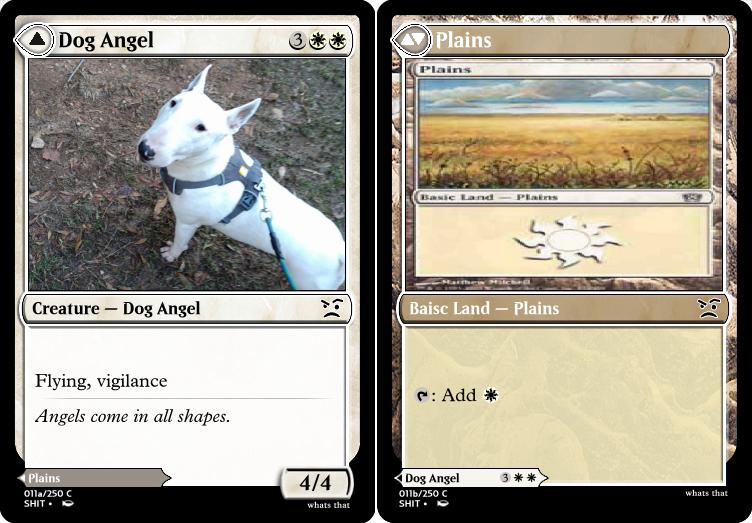 Dog Angel 3
Creature — Dog Angel
Flying, vigilance
Angels come in all shapes.
Plains
4/4
011a/250 C
SHIT •
whats that
Plains
Plains
Basic Land — Plains
Matthew Mitchell
Baisc Land — Plains
: Add
Dog Angel 3
011b/250 C
SHIT •
whats that